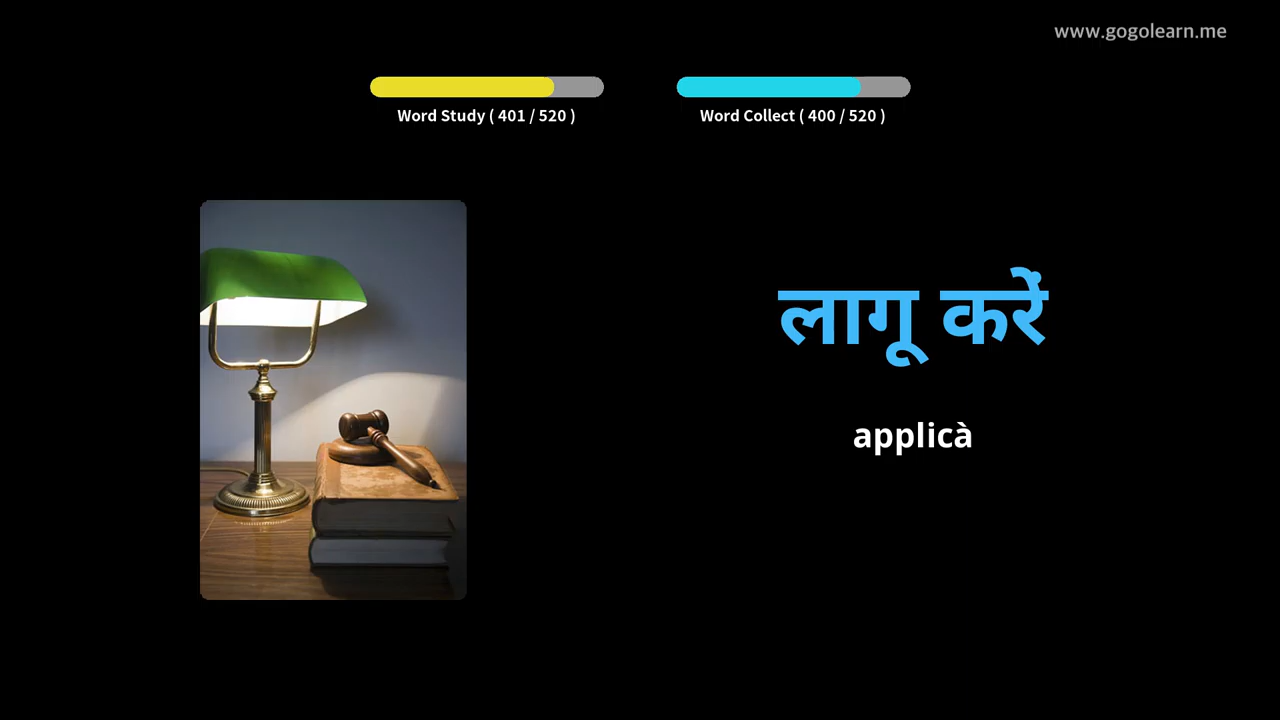 www.gogolearn.me
Word Study ( 401 / 520 )
Word Collect ( 400 / 520 )
लागू करें
applicà